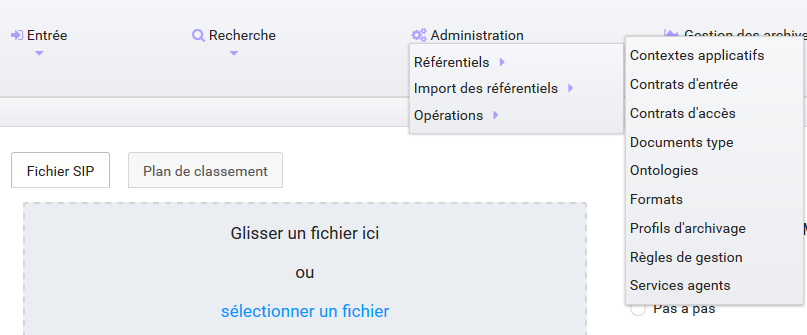 Entrée
Recherche
Administration
Gestion des archive
Référentiels
Import des référentiels
Opérations
Contextes applicatifs
Contrats d'entrée
Contrats d'accès
Documents type
Ontologies
Formats
Profils d'archivage
Règles de gestion
Services agents
Fichier SIP
Plan de classement
Glisser un fichier ici
ou
sélectionner un fichier
Pas à pas